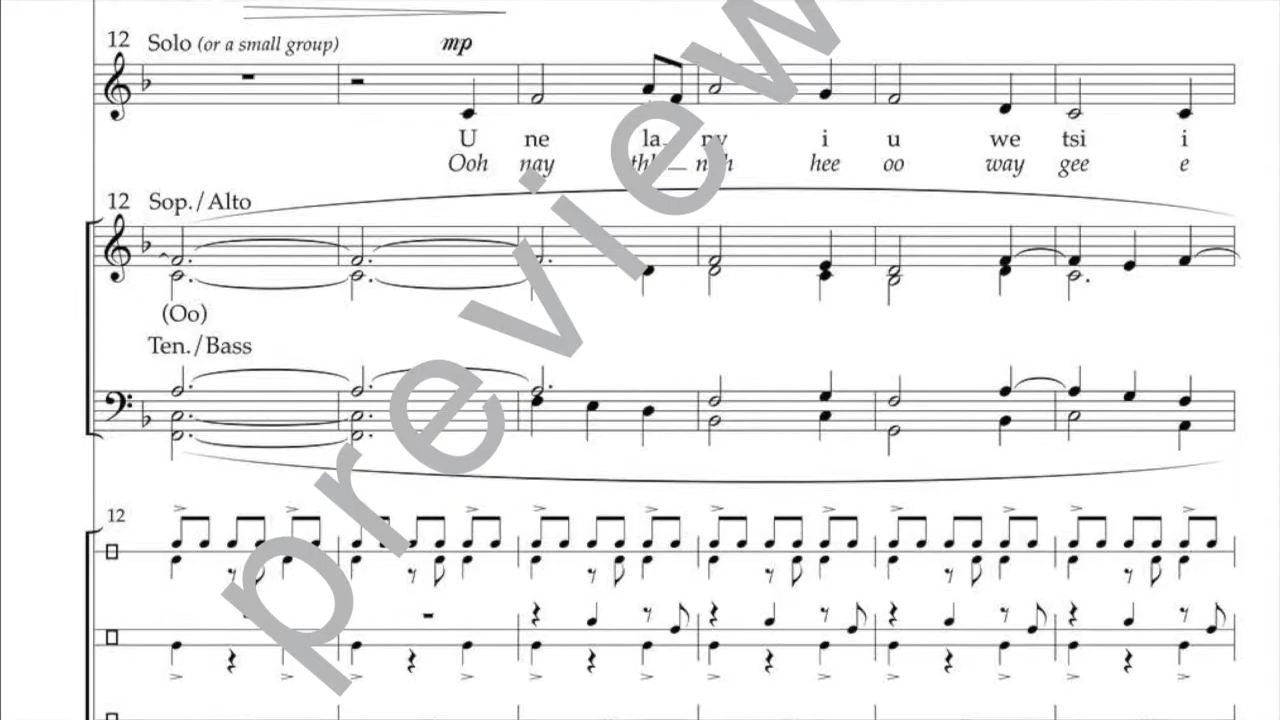 12 Solo (or a small group) mp
U ne la i u we tsi i
Ooh nay hee oo way gee e
12 Sop./Alto
(Oo)
Ten./Bass
12
preview